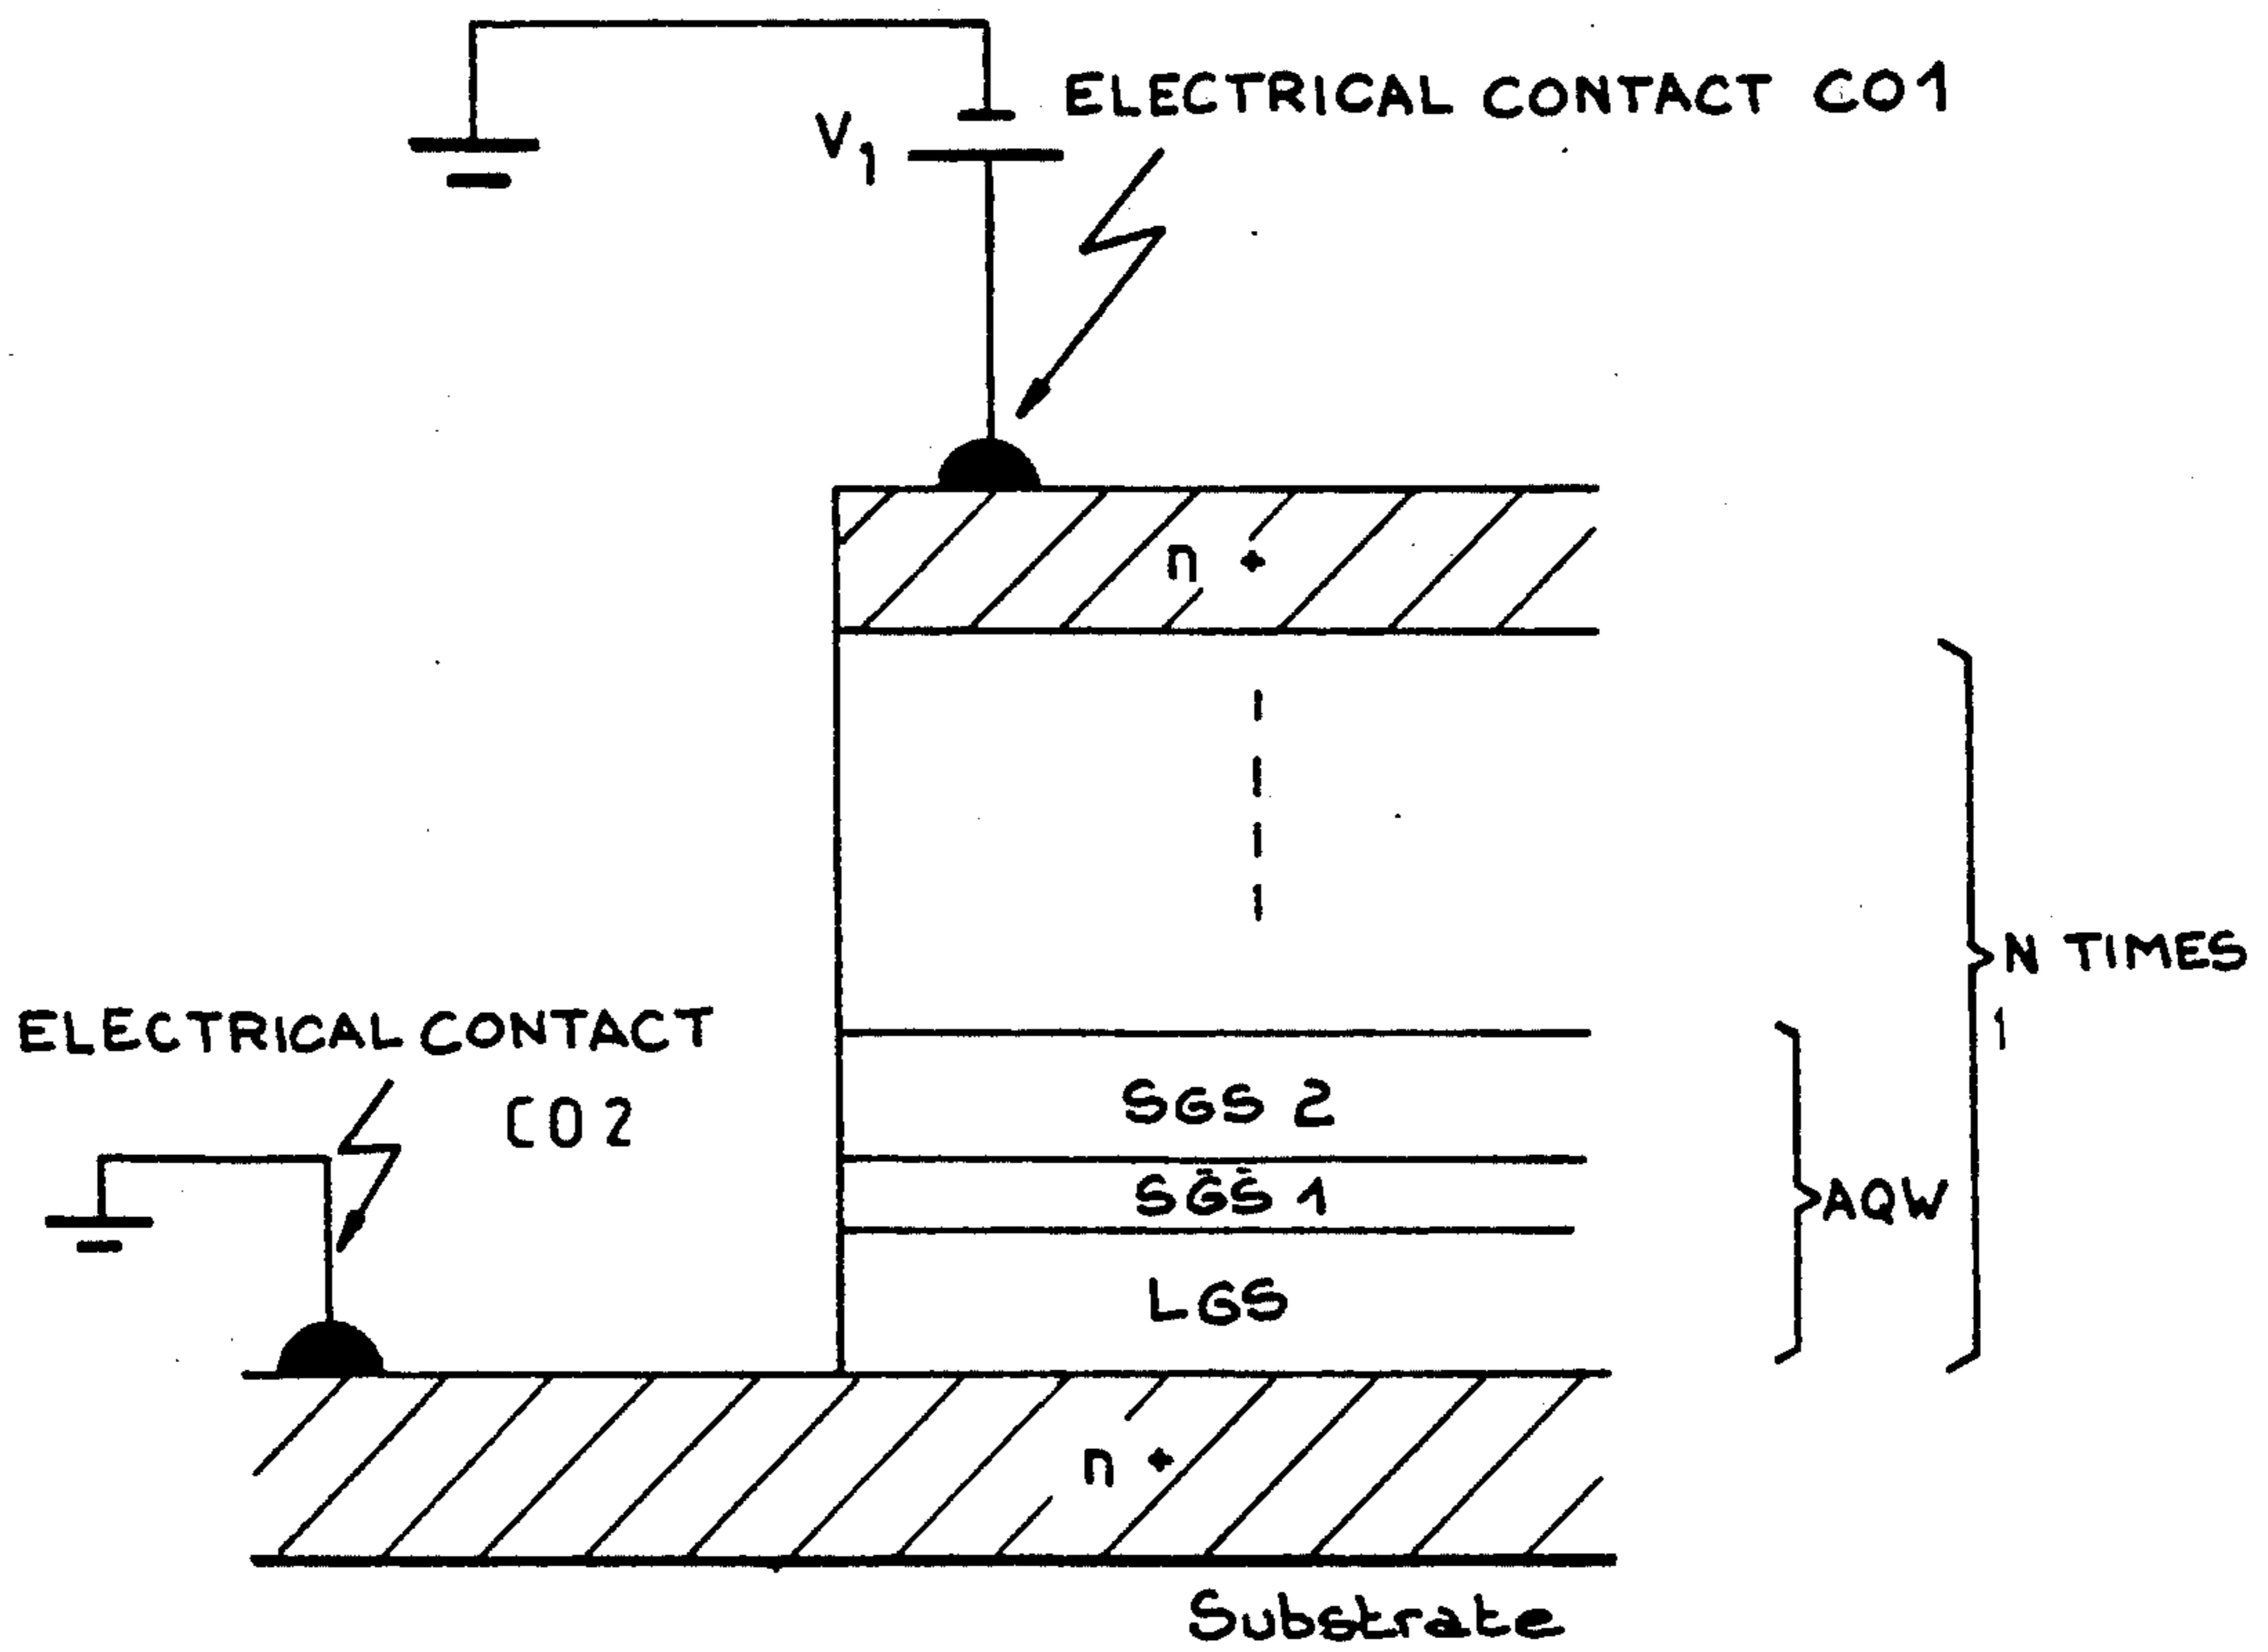 ELECTRICAL CONTACT CO1
V1
n +
N TIMES
1
ELECTRICAL CONTACT
CO2
SGS 2
SGS 1
AQW
LGS
n +
Substrate